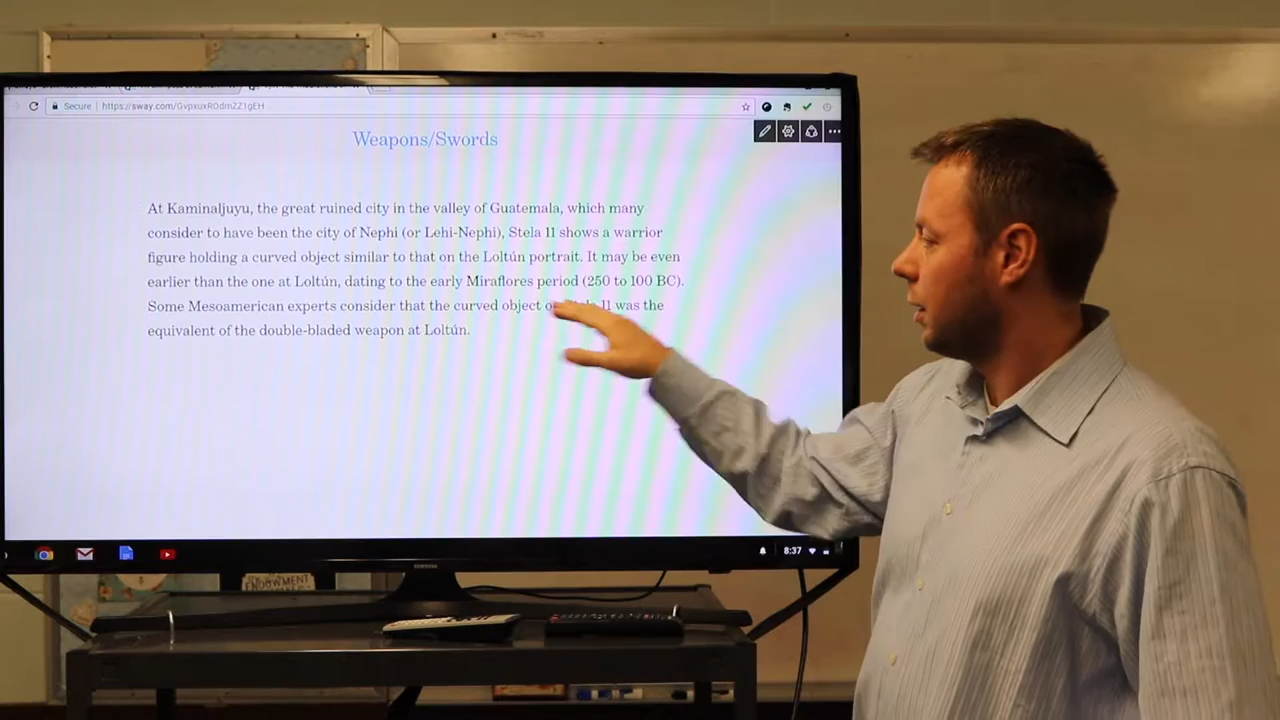 Secure
https://sway.com/GvpxuxROdm2Z1gEH
Weapons/Swords
At Kaminaljuyu, the great ruined city in the valley of Guatemala, which many
consider to have been the city of Nephi (or Lehi-Nephi), Stela 11 shows a warrior
figure holding a curved object similar to that on the Loltún portrait. It may be even
earlier than the one at Loltún, dating to the early Miraflores period (250 to 100 BC).
Some Mesoamerican experts consider that the curved object 11 was the
equivalent of the double-bladed weapon at Loltún.
8:37
SAMSUNG
ENDOWMENT